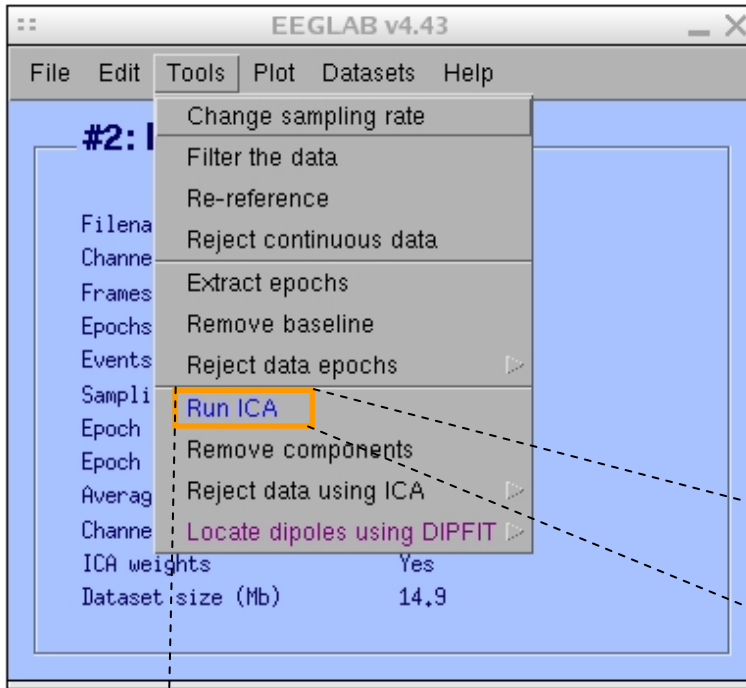 EEGLAB v4.43
File Edit Tools Plot Datasets Help
#2:
Change sampling rate
Filter the data
Re-reference
Reject continuous data
Extract epochs
Remove baseline
Reject data epochs
Run ICA
Remove components
Reject data using ICA
Locate dipoles using DIPFIT
Filena
Channe
Frames
Epochs
Events
Sampli
Epoch
Epoch
Averag
Channe
ICA weights Yes
Dataset size (Mb) 14.9